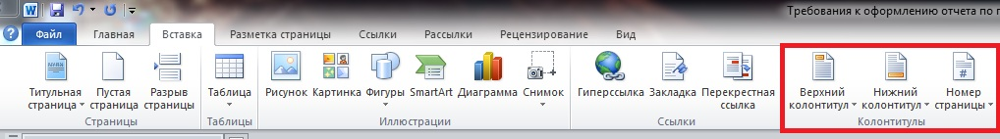 W
Требования к оформлению отчета по п
Файл Главная Вставка Разметка страницы Ссылки Рассылки Рецензирование Вид
Титульная страница
Пустая страница
Разрыв страницы
Таблица
Рисунок
Картинка
Фигуры
SmartArt
Диаграмма
Снимок
Гиперссылка
Закладка
Перекрестная ссылка
Верхний колонтитул
Нижний колонтитул
#
Номер страницы
Страницы Таблицы Иллюстрации Ссылки Колонтитулы